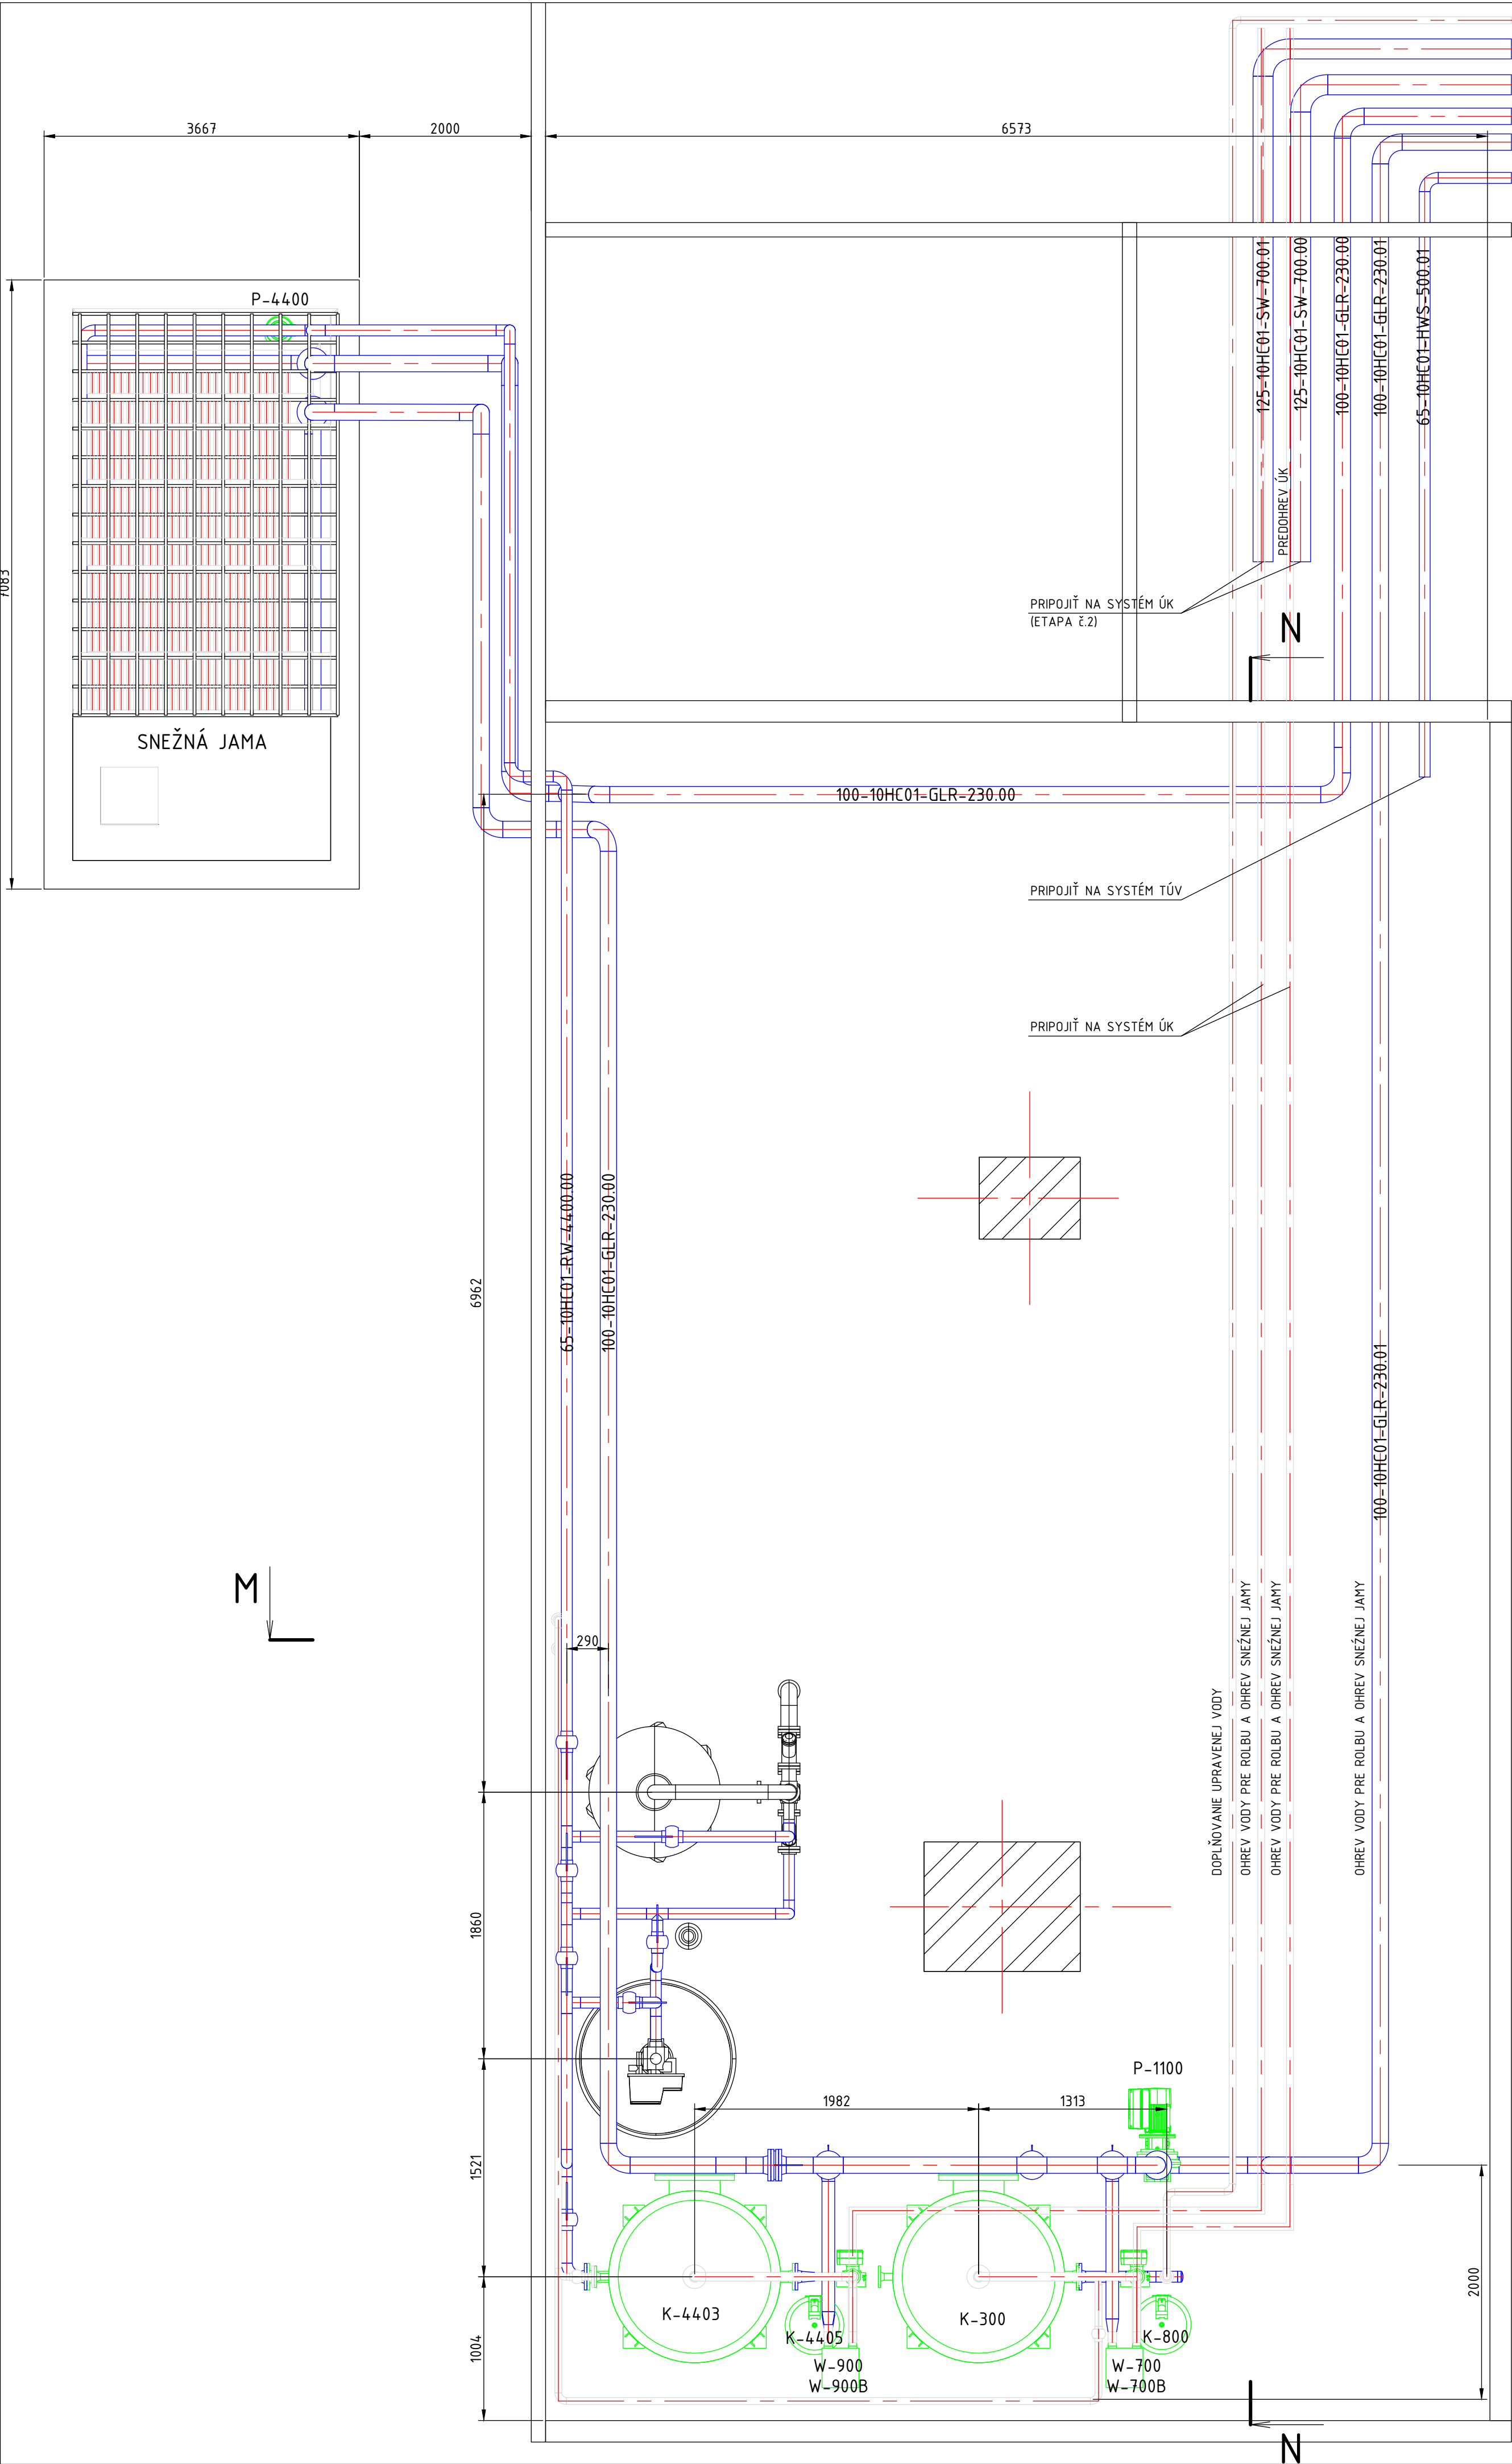 3667
2000
6573
P-4400
7083
SNEŽNÁ JAMA
125-10HC01-SW-700.01
125-10HC01-SW-700.00
100-10HC01-GLR-230.00
100-10HC01-GLR-230.01
65-10HC01-HWS-500.01
PREDOHREV ÚK
PRIPOJIŤ NA SYSTÉM ÚK
(ETAPA č.2)
N
100-10HC01-GLR-230.00
PRIPOJIŤ NA SYSTÉM TÚV
PRIPOJIŤ NA SYSTÉM ÚK
6962
65-10HC01-RW-4400.00
100-10HC01-GLR-230.00
100-10HC01-GLR-230.01
M
290
DOPLŇOVANIE UPRAVENEJ VODY
OHREV VODY PRE ROLBU A OHREV SNEŽNEJ JAMY
OHREV VODY PRE ROLBU A OHREV SNEŽNEJ JAMY
OHREV VODY PRE ROLBU A OHREV SNEŽNEJ JAMY
1860
P-1100
1982
1313
1521
2000
K-4403
K-300
K-4405
K-800
1004
W-900
W-900B
W-700
W-700B
N